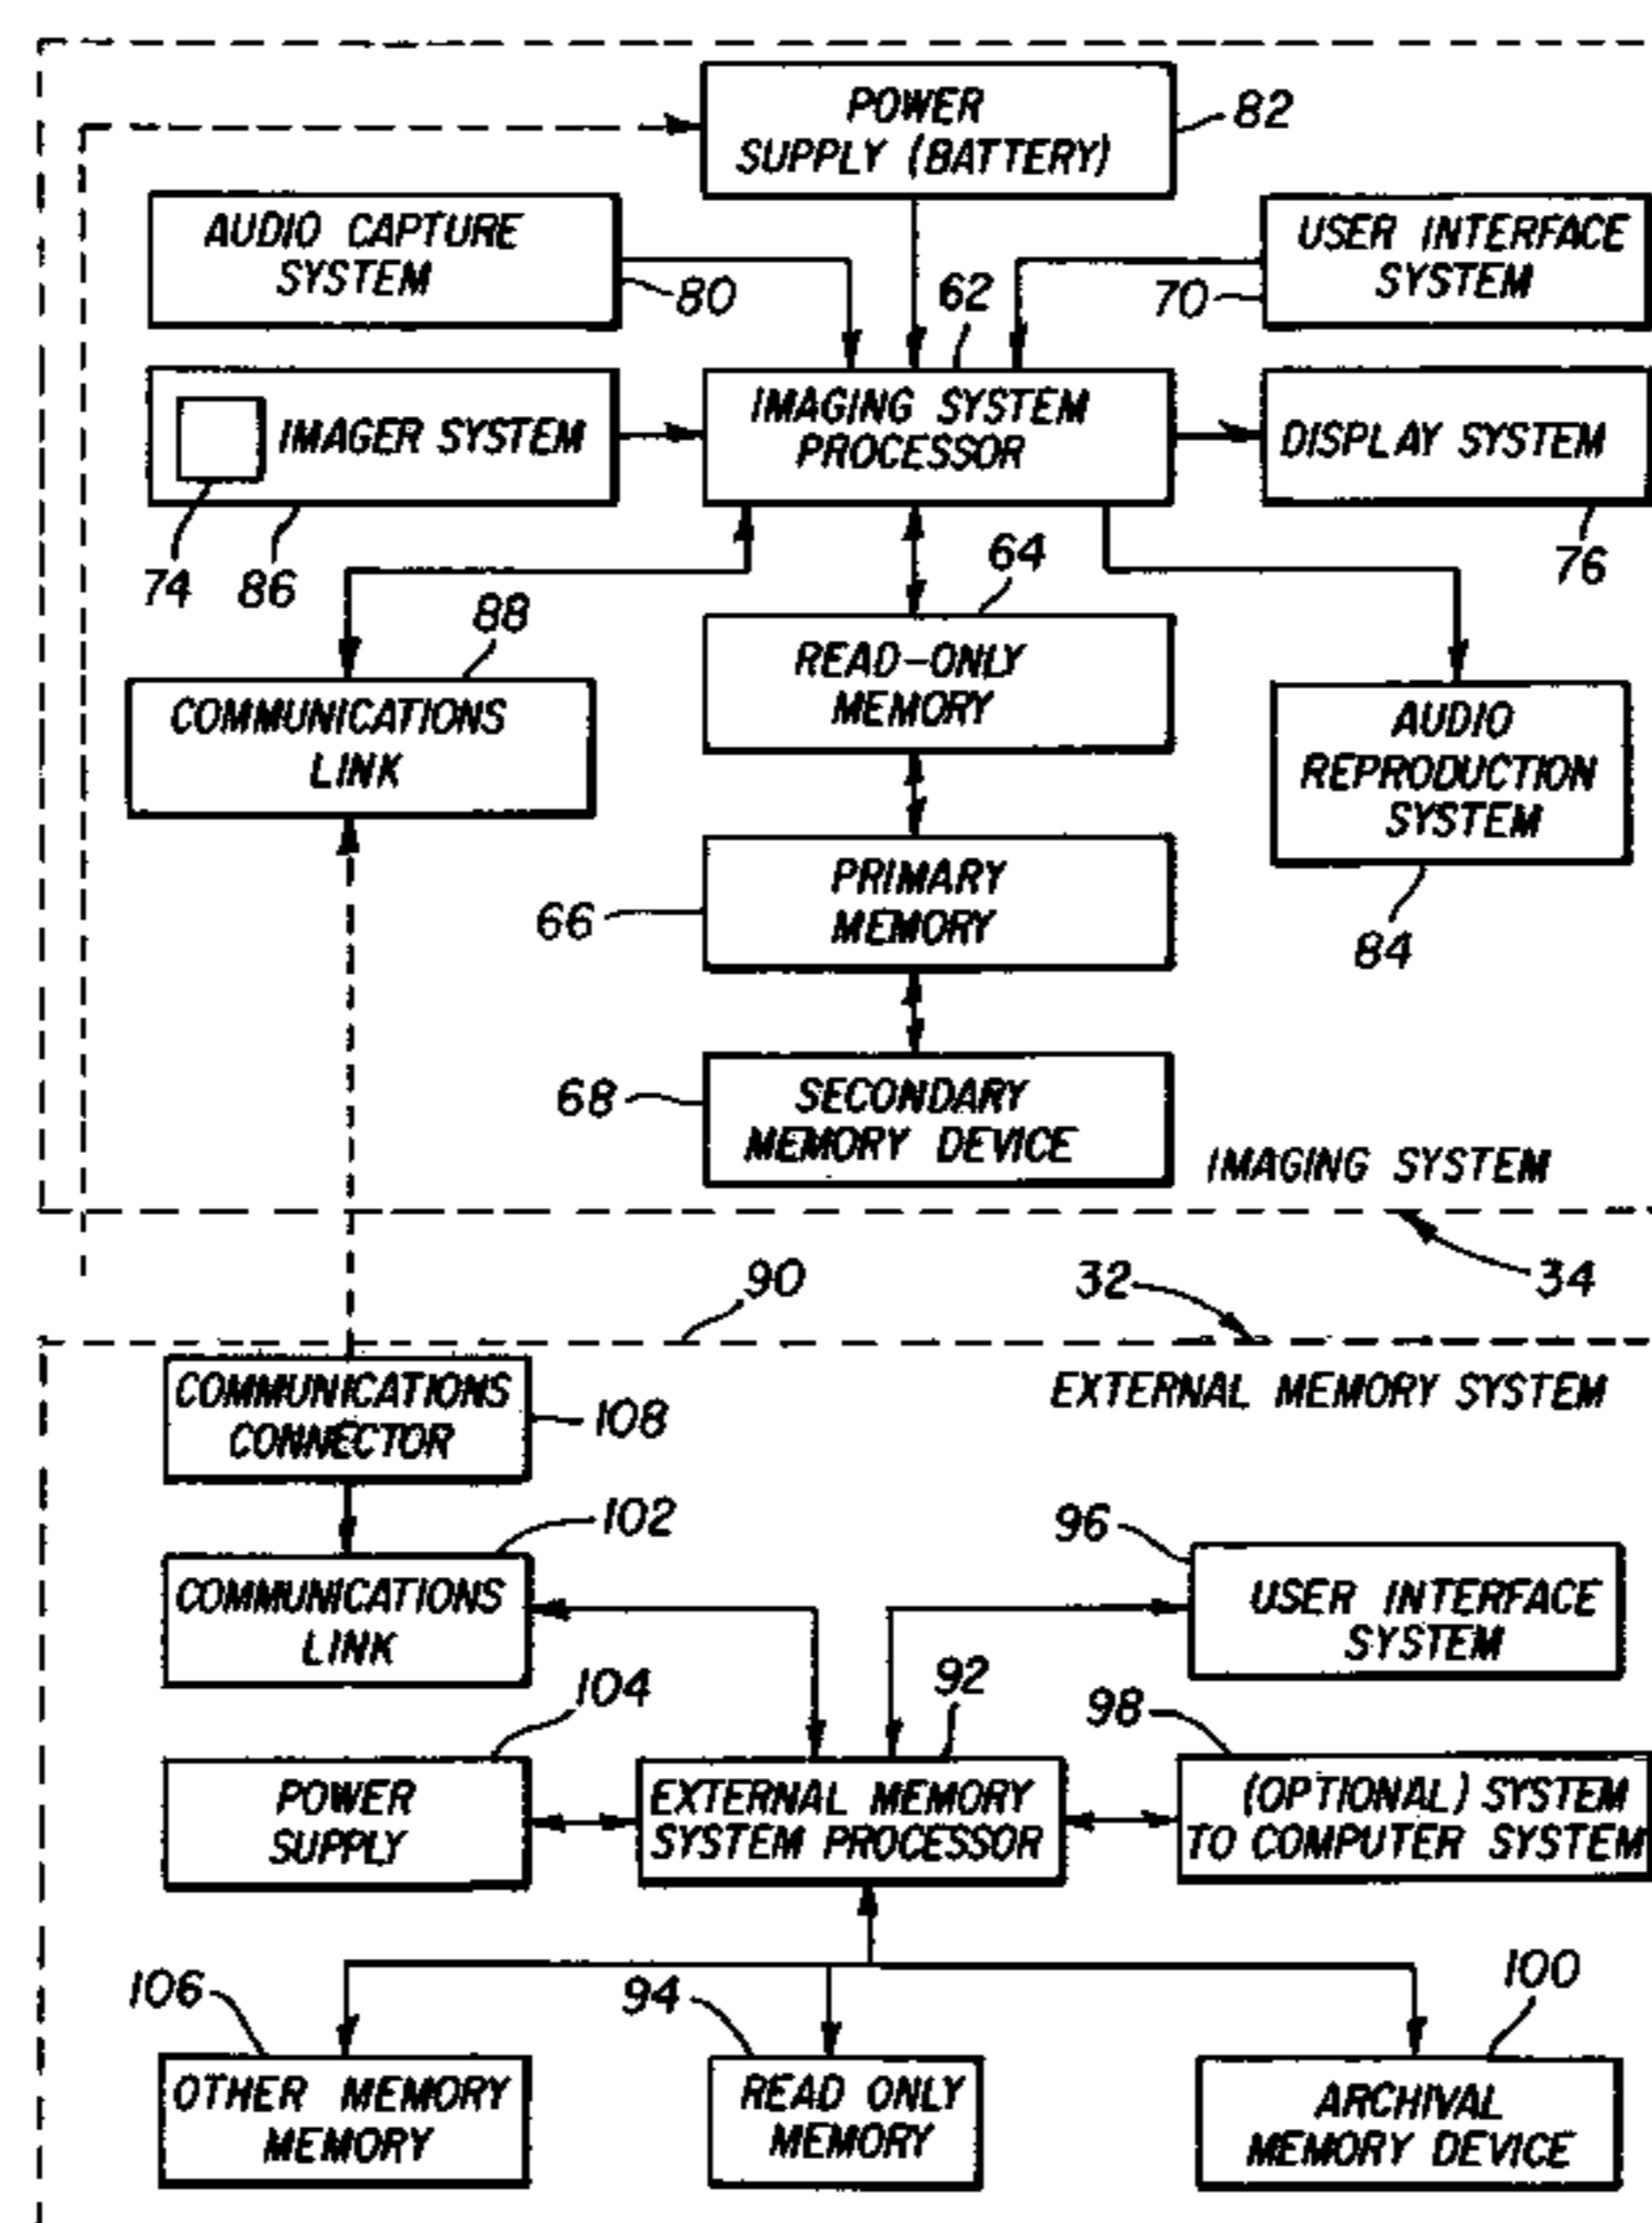 POWER
SUPPLY (BATTERY)
82
AUDIO CAPTURE
SYSTEM
80
62
USER INTERFACE
SYSTEM
70
IMAGER SYSTEM
74
86
IMAGING SYSTEM
PROCESSOR
DISPLAY SYSTEM
76
64
88
COMMUNICATIONS
LINK
READ-ONLY
MEMORY
AUDIO
REPRODUCTION
SYSTEM
84
PRIMARY
MEMORY
66
SECONDARY
MEMORY DEVICE
68
IMAGING SYSTEM
34
90
32
EXTERNAL MEMORY SYSTEM
COMMUNICATIONS
CONNECTOR
108
102
COMMUNICATIONS
LINK
96
USER INTERFACE
SYSTEM
104
POWER
SUPPLY
92
EXTERNAL MEMORY
SYSTEM PROCESSOR
98
(OPTIONAL) SYSTEM
TO COMPUTER SYSTEM
106
OTHER MEMORY
MEMORY
94
READ ONLY
MEMORY
100
ARCHIVAL
MEMORY DEVICE